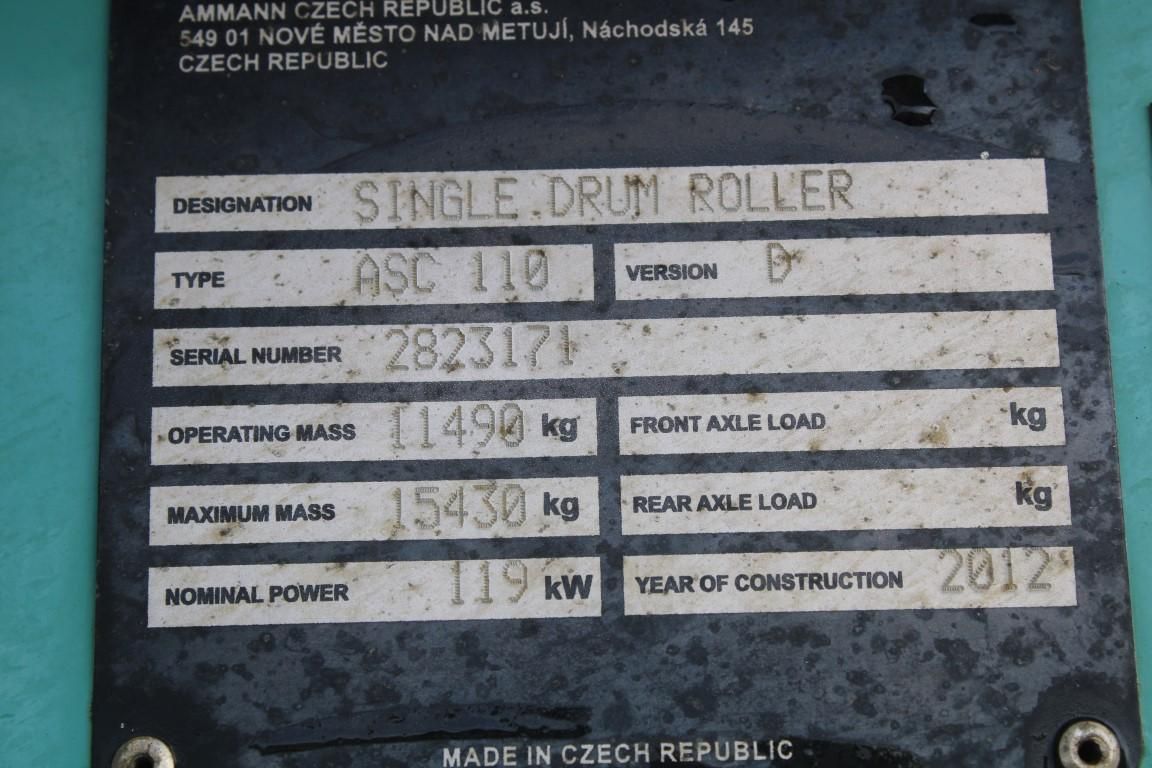 AMMANN CZECH REPUBLIC a.s.
549 01 NOVÉ MĚSTO NAD METUJÍ, Náchodská 145
CZECH REPUBLIC
DESIGNATION SINGLE DRUM ROLLER
TYPE ASC 110 VERSION D
SERIAL NUMBER 2823171
OPERATING MASS 11490 kg FRONT AXLE LOAD kg
MAXIMUM MASS 15430 kg REAR AXLE LOAD kg
NOMINAL POWER 119 kW YEAR OF CONSTRUCTION 2012
MADE IN CZECH REPUBLIC